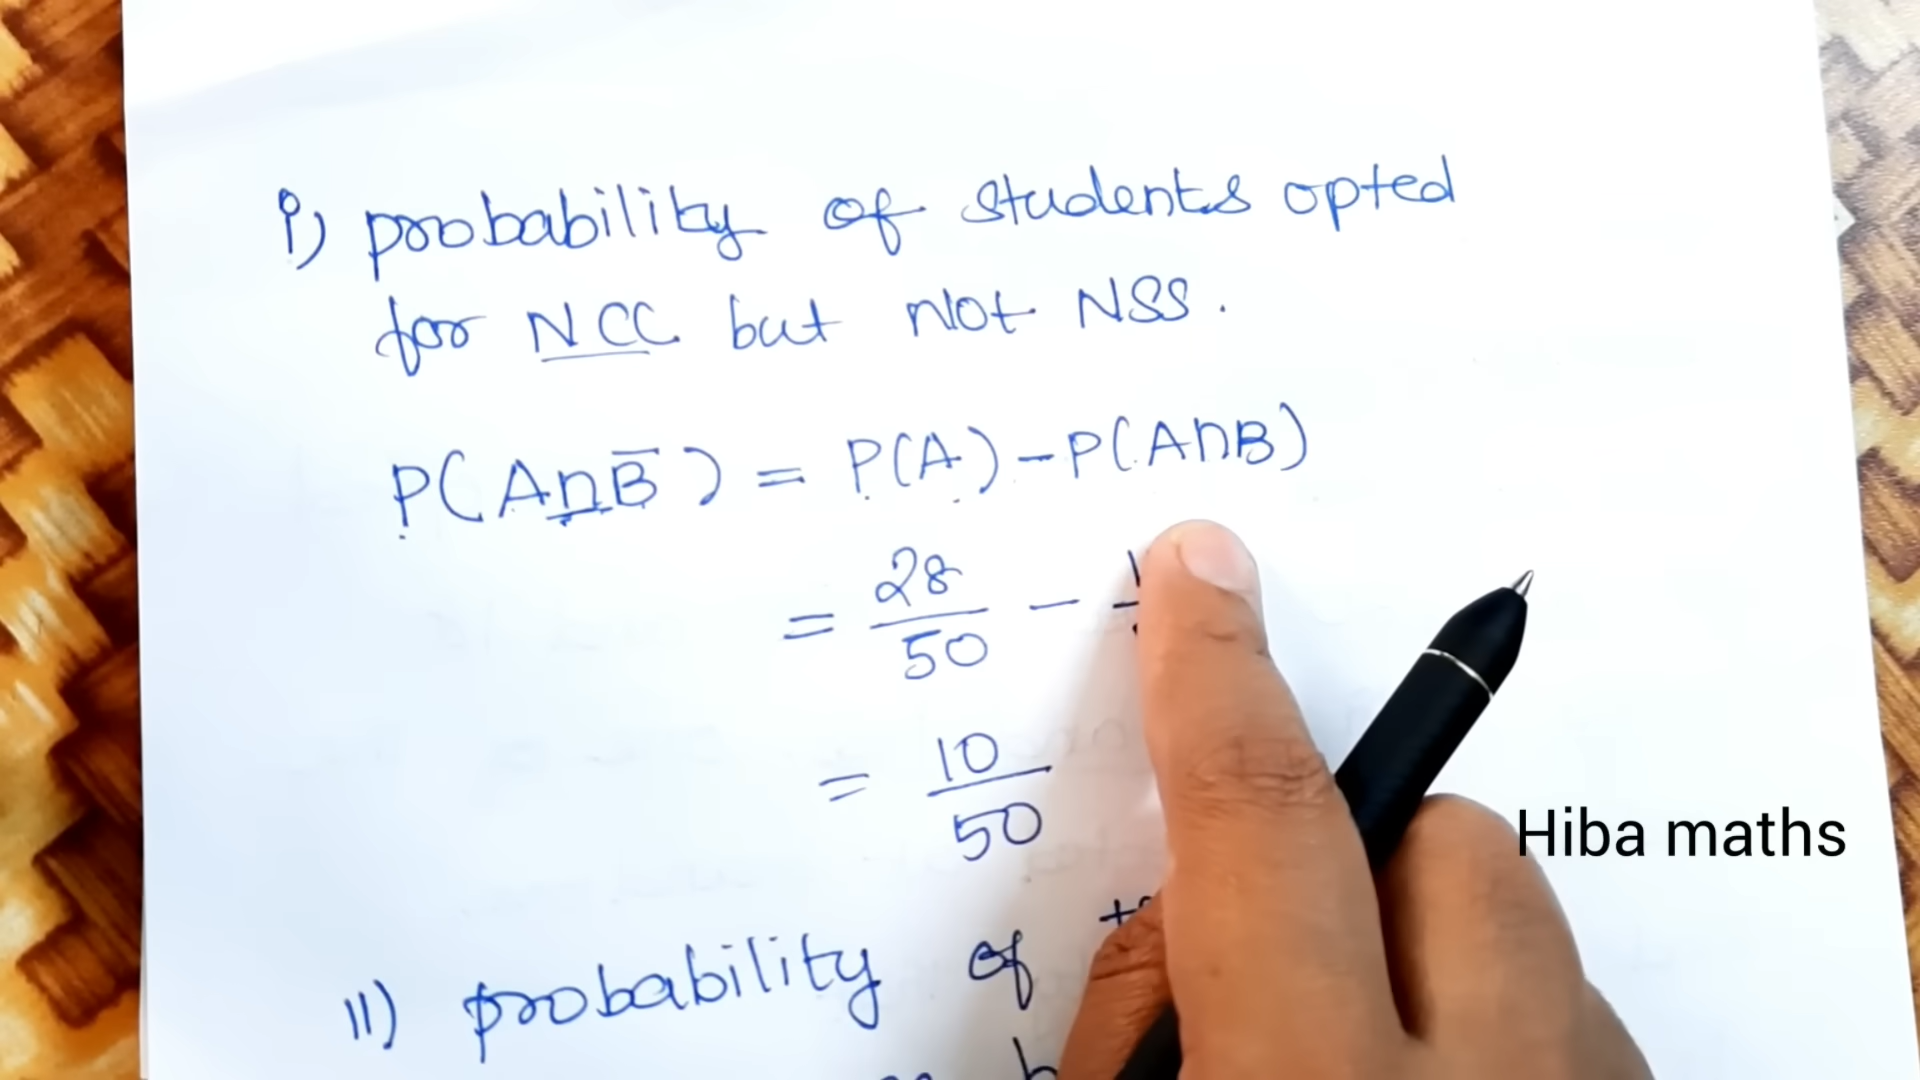 i) probability of students opted
for NCC but not NSS.
P(A∩B̅) = P(A) - P(A∩B)
= 28/50 -
= 10/50
Hiba maths
II) probability of